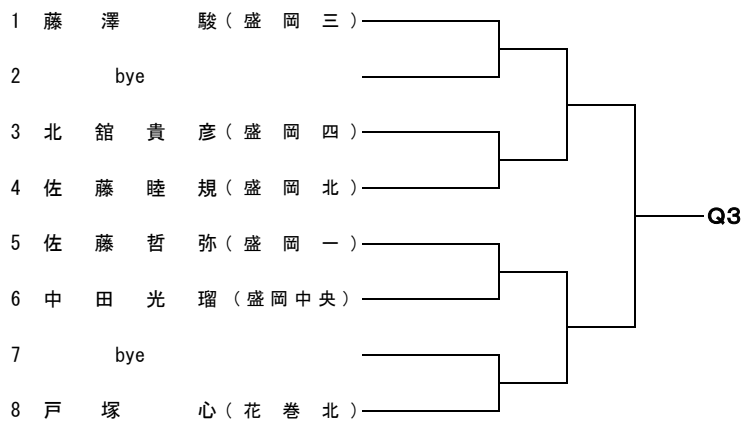 1 藤澤 駿(盛岡三)
2 bye
3 北舘貴彦(盛岡四)
4 佐藤睦規(盛岡北)
5 佐藤哲弥(盛岡一)
Q3
6 中田光瑠(盛岡中央)
7 bye
8 戸塚 心(花巻北)